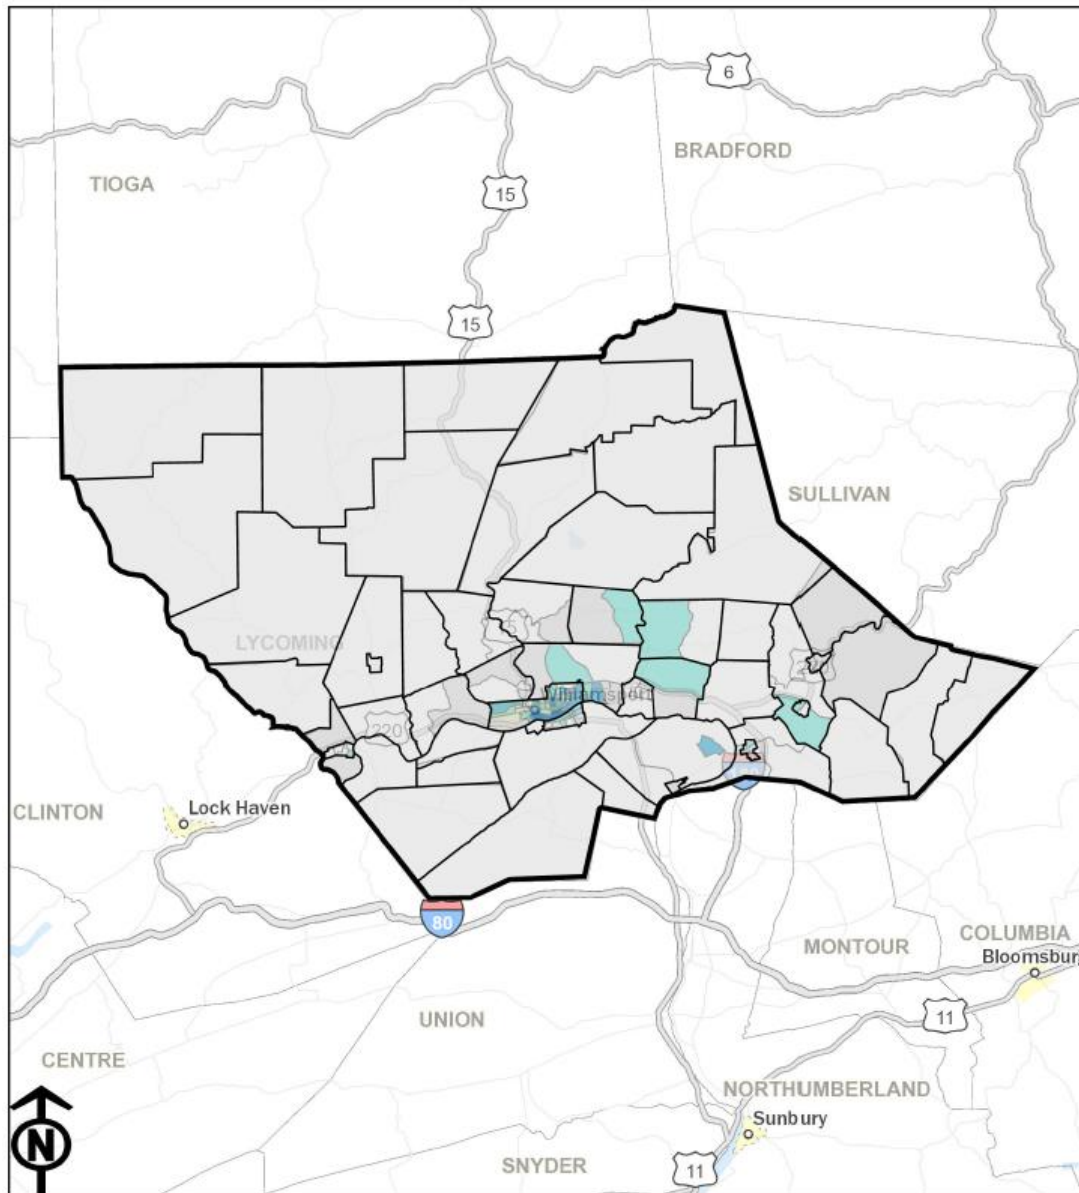 6
BRADFORD
TIOGA
15
15
SULLIVAN
LYCOMING
Williamsport
220
Lock Haven
CLINTON
80
MONTOUR
COLUMBIA
Bloomsburg
UNION
11
CENTRE
NORTHUMBERLAND
Sunbury
N
SNYDER
11